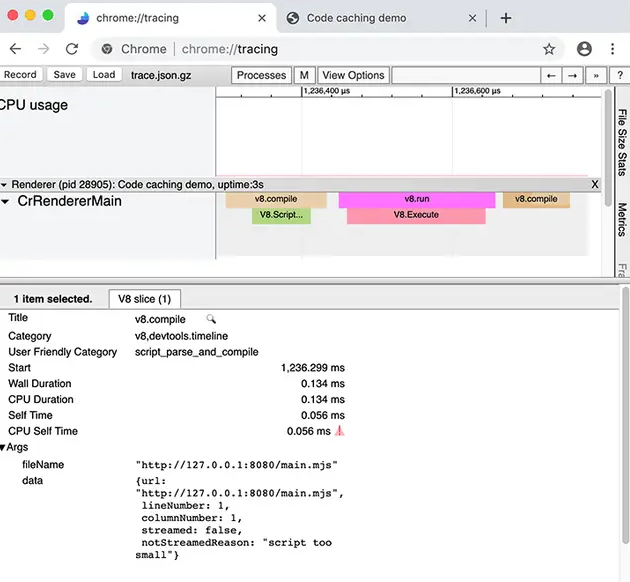 chrome://tracing
Code caching demo
Chrome | chrome://tracing
Record Save Load trace.json.gz Processes M View Options ← → » ?
1,236,400 µs 1,236,600 µs
CPU usage
File Size Stats
Renderer (pid 28905): Code caching demo, uptime:3s X
CrRendererMain
v8.compile v8.run v8.compile
V8.Script... V8.Execute
Metrics
Fra
1 item selected. V8 slice (1)
Title v8.compile
Category v8,devtools.timeline
User Friendly Category script_parse_and_compile
Start 1,236.299 ms
Wall Duration 0.134 ms
CPU Duration 0.134 ms
Self Time 0.056 ms
CPU Self Time 0.056 ms
Args
fileName "http://127.0.0.1:8080/main.mjs"
data {url:
"http://127.0.0.1:8080/main.mjs",
lineNumber: 1,
columnNumber: 1,
streamed: false,
notStreamedReason: "script too
small"}